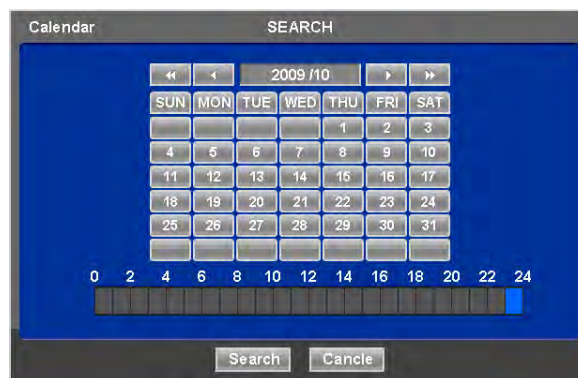 Calendar SEARCH
2009 /10
SUN MON TUE WED THU FRI SAT
1 2 3
4 5 6 7 8 9 10
11 12 13 14 15 16 17
18 19 20 21 22 23 24
25 26 27 28 29 30 31
0 2 4 6 8 10 12 14 16 18 20 22 24
Search Cancle